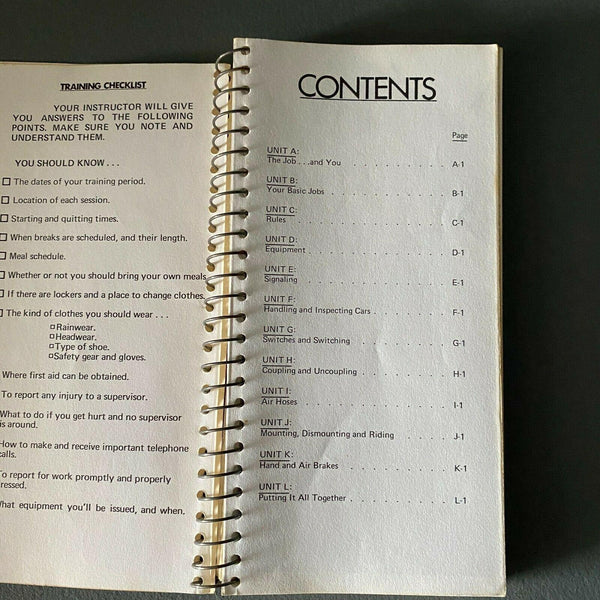 TRAINING CHECKLIST
YOUR INSTRUCTOR WILL GIVE
YOU ANSWERS TO THE FOLLOWING
POINTS. MAKE SURE YOU NOTE AND
UNDERSTAND THEM.
YOU SHOULD KNOW . . .
The dates of your training period.
Location of each session.
Starting and quitting times.
When breaks are scheduled, and their length.
Meal schedule.
Whether or not you should bring your own meals.
If there are lockers and a place to change clothes.
The kind of clothes you should wear . . .
Rainwear.
Headwear.
Type of shoe.
Safety gear and gloves.
Where first aid can be obtained.
To report any injury to a supervisor.
What to do if you get hurt and no supervisor
is around.
How to make and receive important telephone
calls.
To report for work promptly and properly
ressed.
What equipment you'll be issued, and when.
CONTENTS
Page
UNIT A:
The Job . . . and You . . . . . . . . . . A-1
UNIT B:
Your Basic Jobs . . . . . . . . . . B-1
UNIT C:
Rules . . . . . . . . . . C-1
UNIT D:
Equipment . . . . . . . . . . D-1
UNIT E:
Signaling . . . . . . . . . . E-1
UNIT F:
Handling and Inspecting Cars . . . . . . . . F-1
UNIT G:
Switches and Switching . . . . . . . . G-1
UNIT H:
Coupling and Uncoupling . . . . . . . . H-1
UNIT I:
Air Hoses . . . . . . . . . . I-1
UNIT J:
Mounting, Dismounting and Riding . . . . . . J-1
UNIT K:
Hand and Air Brakes . . . . . . . . K-1
UNIT L:
Putting It All Together . . . . . . . . L-1